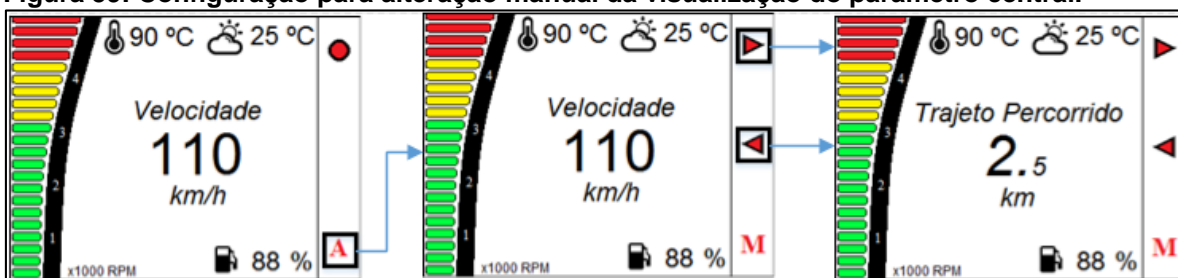 Figura 39: Configuração para alteração manual da visualização do parâmetro central.
90 ºC 25 ºC
Velocidade
110
km/h
4
3
2
1
x1000 RPM
88 %
A
90 ºC 25 ºC
Velocidade
110
km/h
4
3
2
1
x1000 RPM
88 %
M
90 ºC 25 ºC
Trajeto Percorrido
2.5
km
4
3
2
1
x1000 RPM
88 %
M